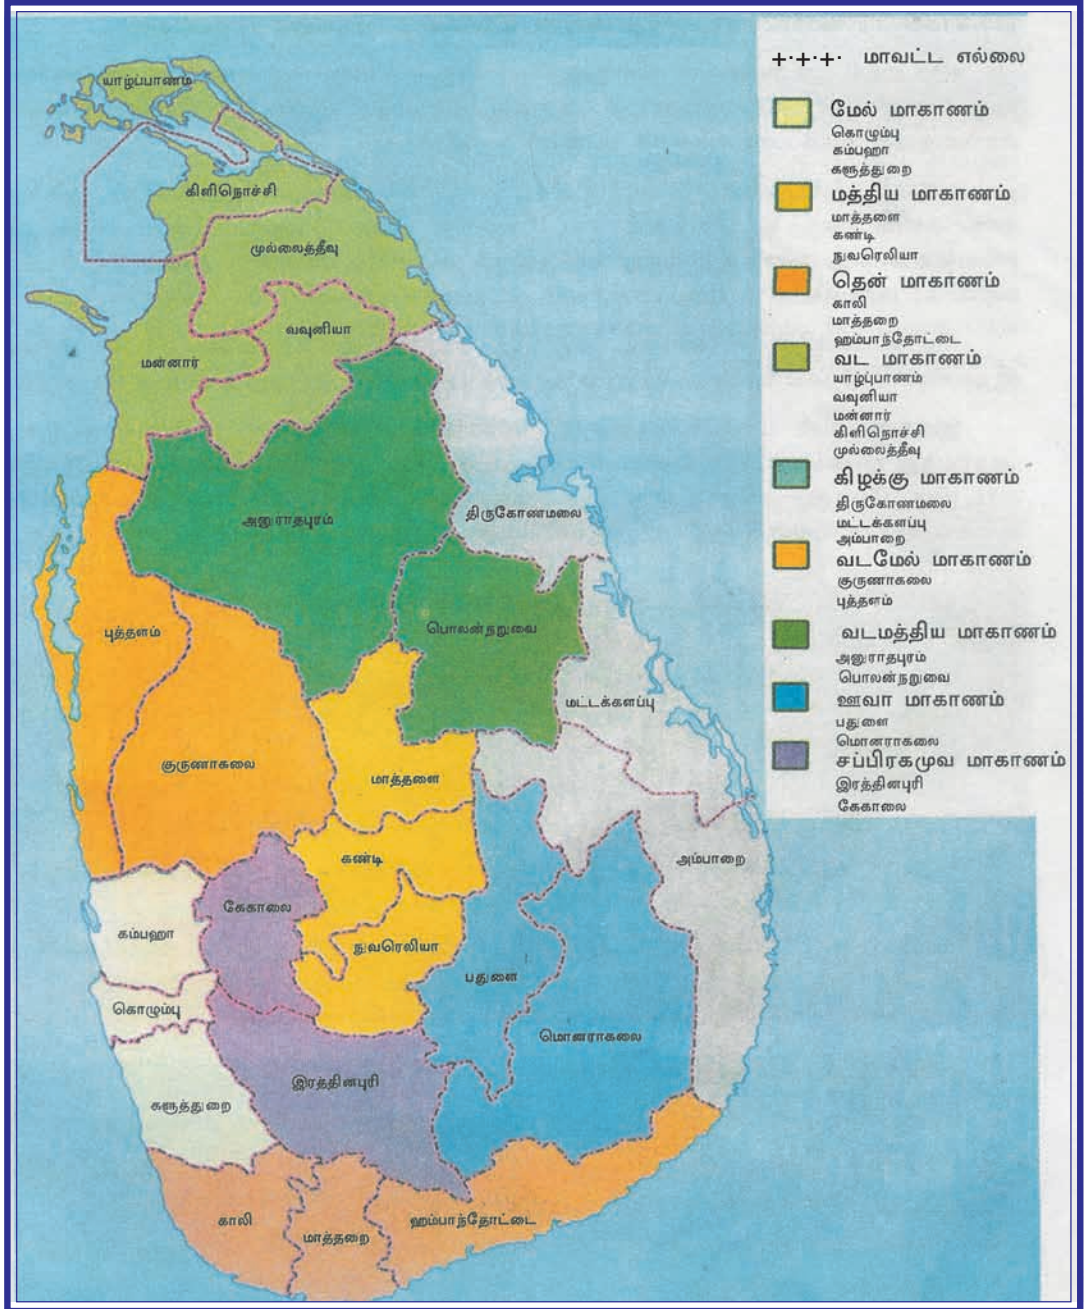 யாழ்ப்பாணம்
கிளிநொச்சி
முல்லைத்தீவு
வவுனியா
மன்னார்
அனுராதபுரம்
திருகோணமலை
பொலன்நறுவை
புத்தளம்
மட்டக்களப்பு
குருணாகலை
மாத்தளை
கண்டி
அம்பாறை
கேகாலை
கம்பஹா
நுவரெலியா
பதுளை
கொழும்பு
மொனராகலை
இரத்தினபுரி
களுத்துறை
காலி
மாத்தறை
ஹம்பாந்தோட்டை
+·+·+· மாவட்ட எல்லை
மேல் மாகாணம்
கொழும்பு
கம்பஹா
களுத்துறை
மத்திய மாகாணம்
மாத்தளை
கண்டி
நுவரெலியா
தென் மாகாணம்
காலி
மாத்தறை
ஹம்பாந்தோட்டை
வட மாகாணம்
யாழ்ப்பாணம்
வவுனியா
மன்னார்
கிளிநொச்சி
முல்லைத்தீவு
கிழக்கு மாகாணம்
திருகோணமலை
மட்டக்களப்பு
அம்பாறை
வடமேல் மாகாணம்
குருணாகலை
புத்தளம்
வடமத்திய மாகாணம்
அனுராதபுரம்
பொலன்நறுவை
ஊவா மாகாணம்
பதுளை
மொனராகலை
சப்பிரகமுவ மாகாணம்
இரத்தினபுரி
கேகாலை